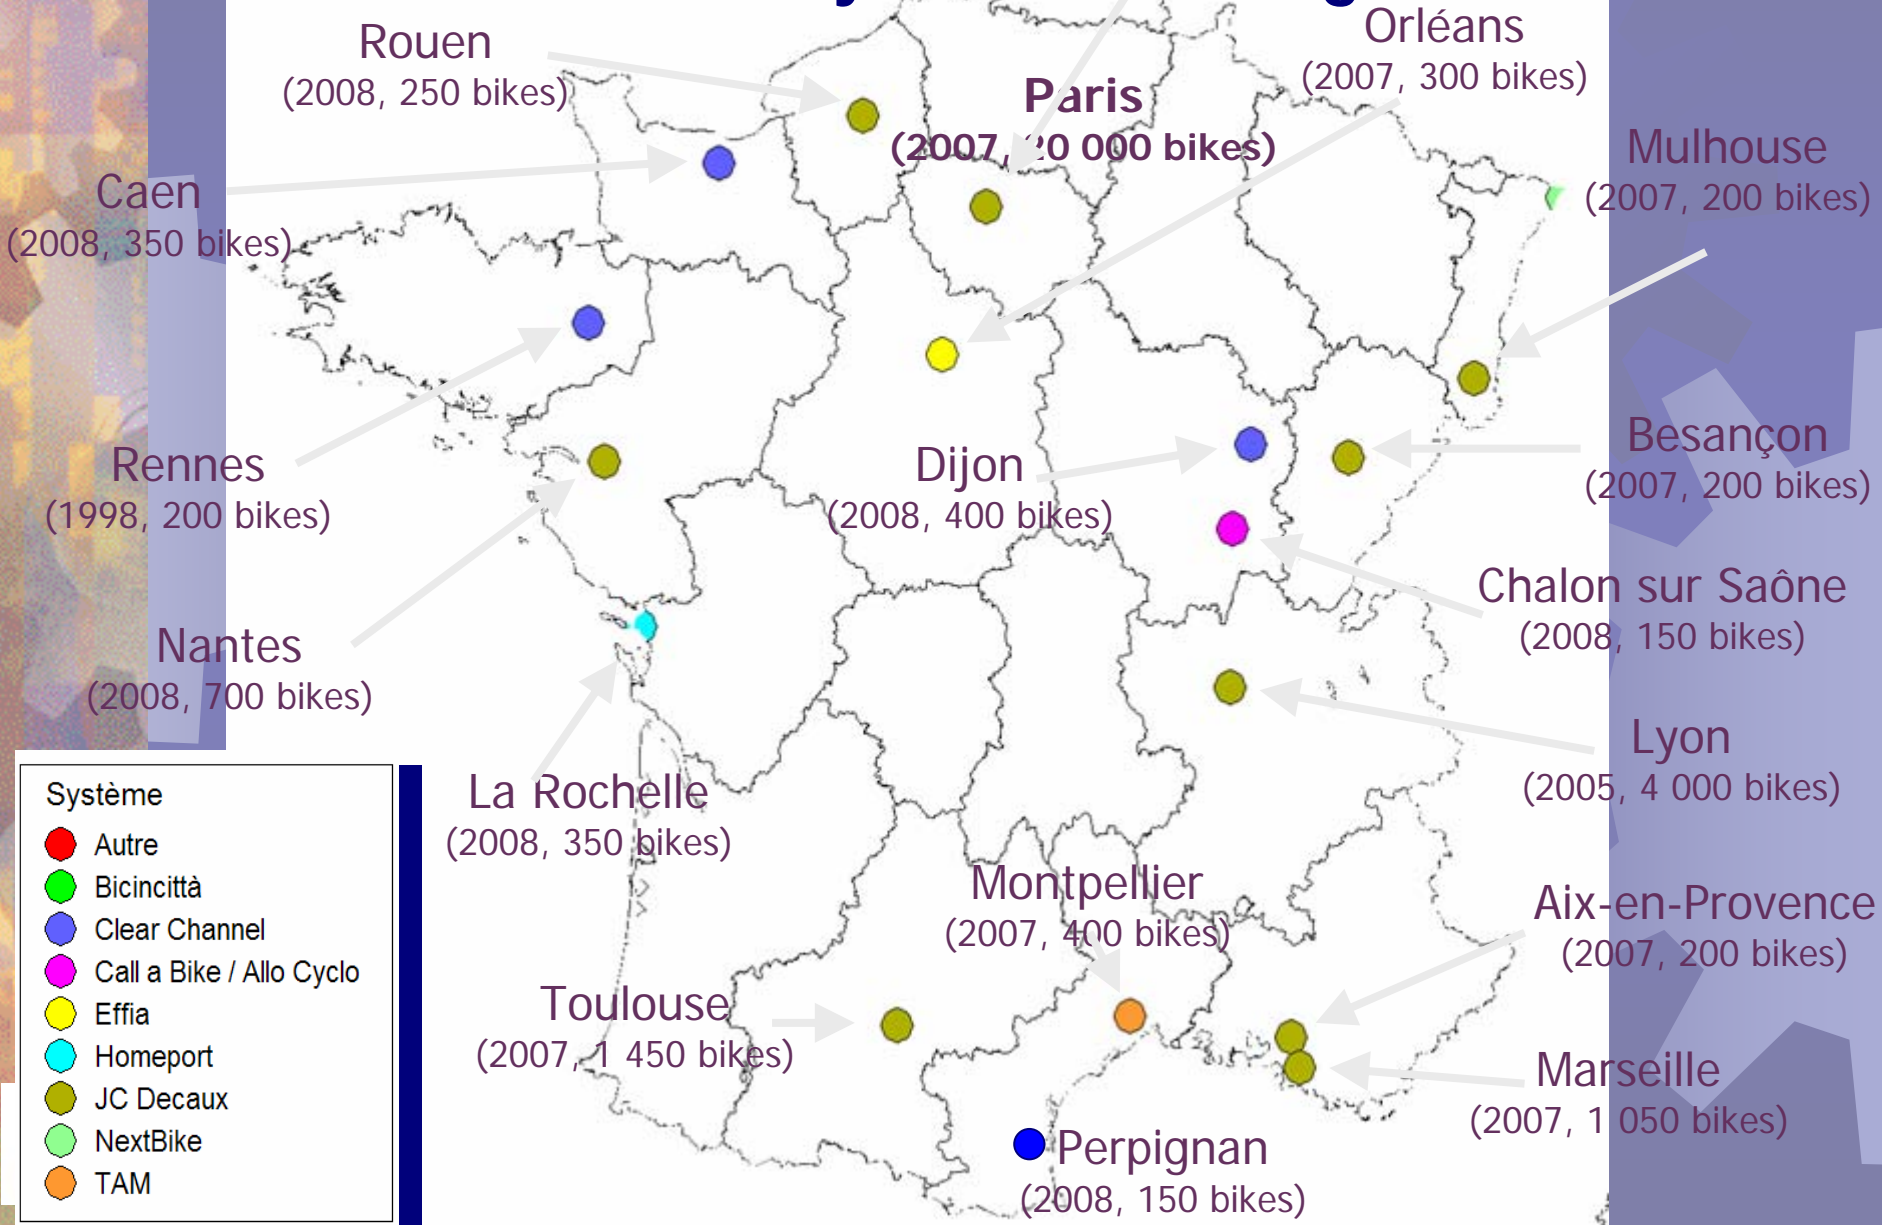 Rouen
(2008, 250 bikes)
Orléans
(2007, 300 bikes)
Paris
(2007, 20 000 bikes)
Mulhouse
(2007, 200 bikes)
Caen
(2008, 350 bikes)
Rennes
(1998, 200 bikes)
Dijon
(2008, 400 bikes)
Besançon
(2007, 200 bikes)
Chalon sur Saône
(2008, 150 bikes)
Nantes
(2008, 700 bikes)
Lyon
(2005, 4 000 bikes)
La Rochelle
(2008, 350 bikes)
Montpellier
(2007, 400 bikes)
Aix-en-Provence
(2007, 200 bikes)
Toulouse
(2007, 1 450 bikes)
Marseille
(2007, 1 050 bikes)
Perpignan
(2008, 150 bikes)
Système
Autre
Bicincittà
Clear Channel
Call a Bike / Allo Cyclo
Effia
Homeport
JC Decaux
NextBike
TAM